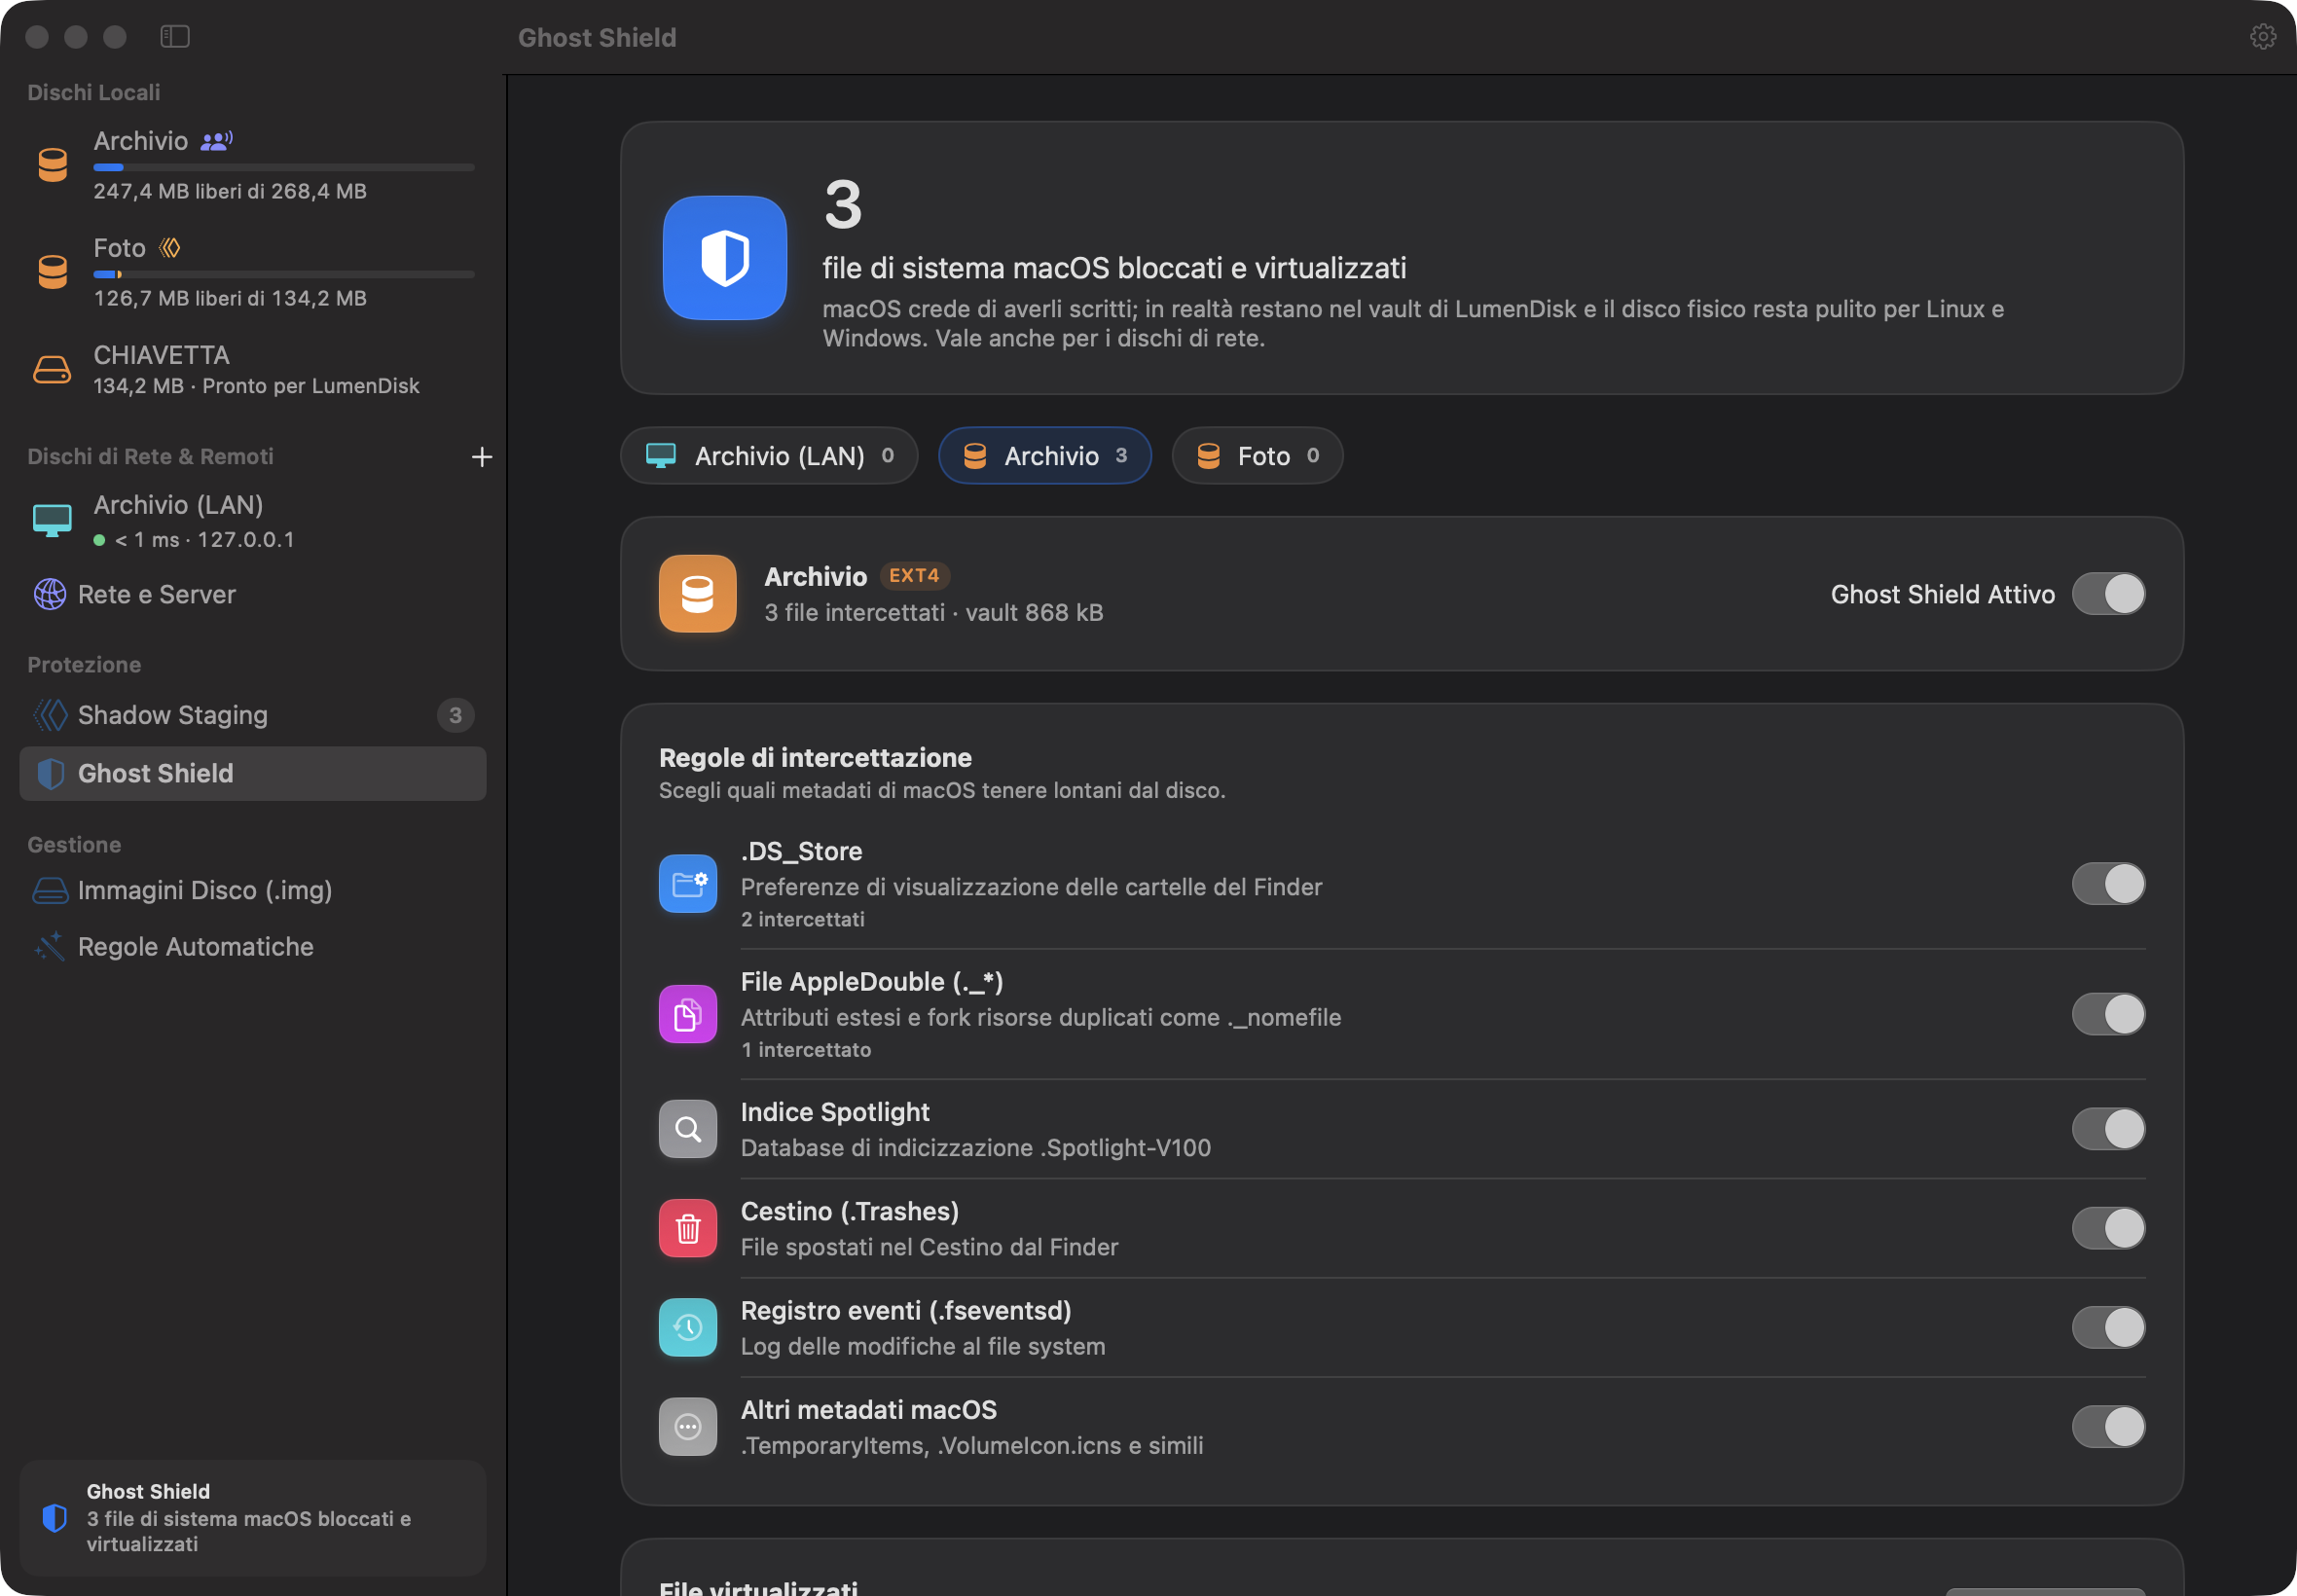 Ghost Shield
Dischi Locali
Archivio
247,4 MB liberi di 268,4 MB
Foto
126,7 MB liberi di 134,2 MB
CHIAVETTA
134,2 MB · Pronto per LumenDisk
Dischi di Rete & Remoti
Archivio (LAN)
< 1 ms · 127.0.0.1
Rete e Server
Protezione
Shadow Staging 3
Ghost Shield
Gestione
Immagini Disco (.img)
Regole Automatiche
Ghost Shield
3 file di sistema macOS bloccati e
virtualizzati
3
file di sistema macOS bloccati e virtualizzati
macOS crede di averli scritti; in realtà restano nel vault di LumenDisk e il disco fisico resta pulito per Linux e
Windows. Vale anche per i dischi di rete.
Archivio (LAN) 0
Archivio 3
Foto 0
Archivio EXT4
3 file intercettati · vault 868 kB
Ghost Shield Attivo
Regole di intercettazione
Scegli quali metadati di macOS tenere lontani dal disco.
.DS_Store
Preferenze di visualizzazione delle cartelle del Finder
2 intercettati
File AppleDouble (._*)
Attributi estesi e fork risorse duplicati come ._nomefile
1 intercettato
Indice Spotlight
Database di indicizzazione .Spotlight-V100
Cestino (.Trashes)
File spostati nel Cestino dal Finder
Registro eventi (.fseventsd)
Log delle modifiche al file system
Altri metadati macOS
.TemporaryItems, .VolumeIcon.icns e simili
File virtualizzati